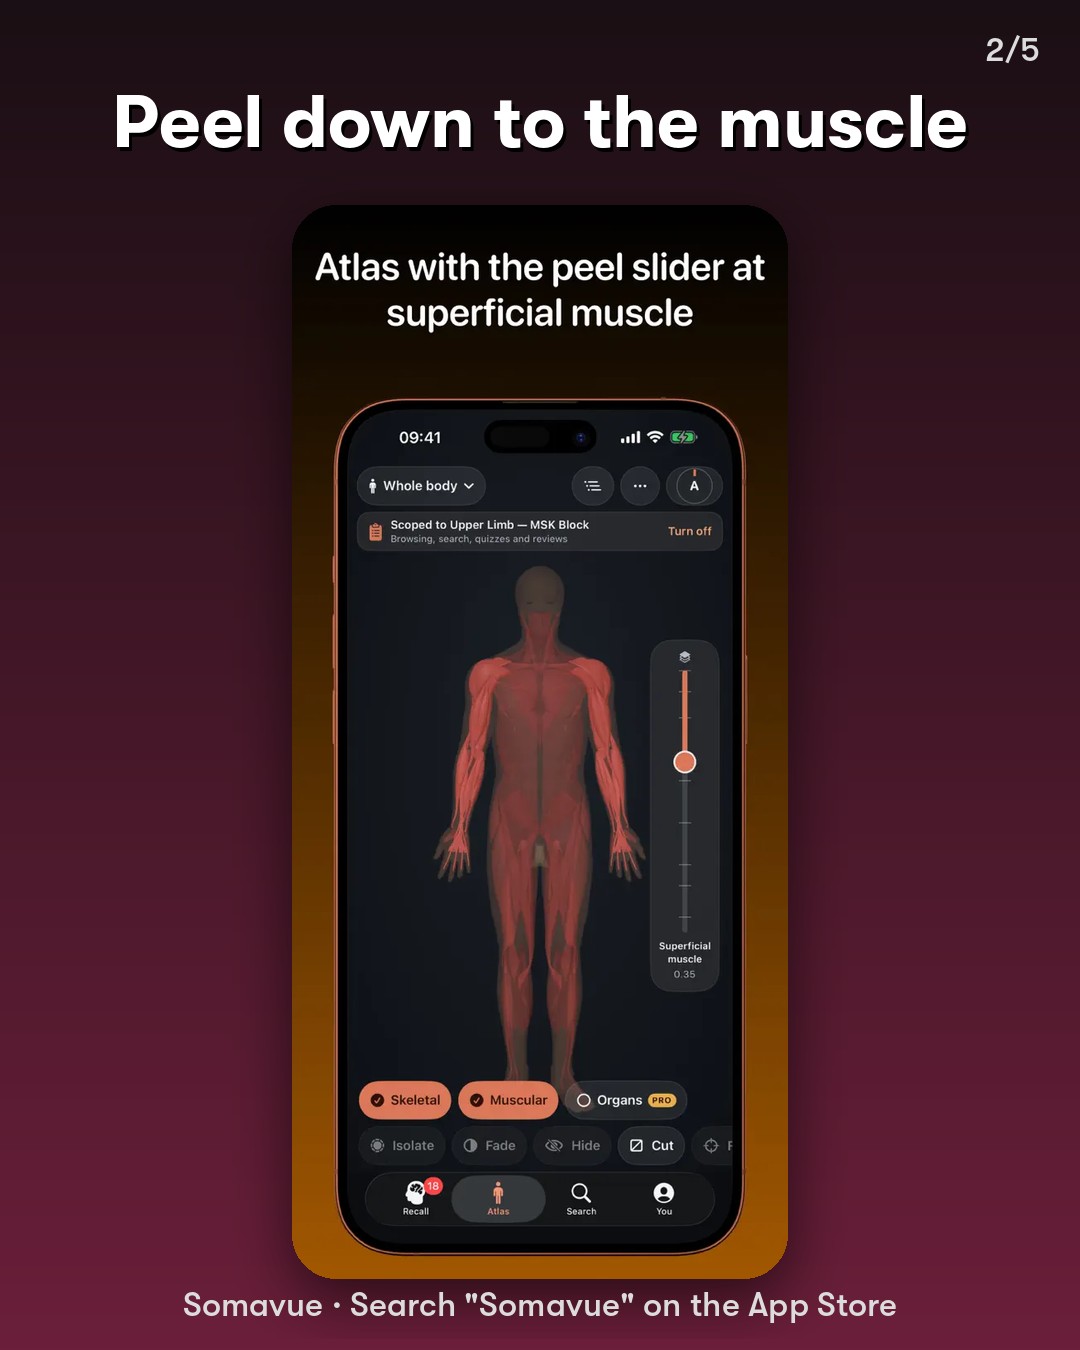 2/5
Peel down to the muscle
Atlas with the peel slider at
superficial muscle
09:41
Whole body
A
Scoped to Upper Limb — MSK Block
Browsing, search, quizzes and reviews
Turn off
Superficial
muscle
0.35
Skeletal
Muscular
Organs PRO
Isolate
Fade
Hide
Cut
F
18
Recall
Atlas
Search
You
Somavue · Search "Somavue" on the App Store